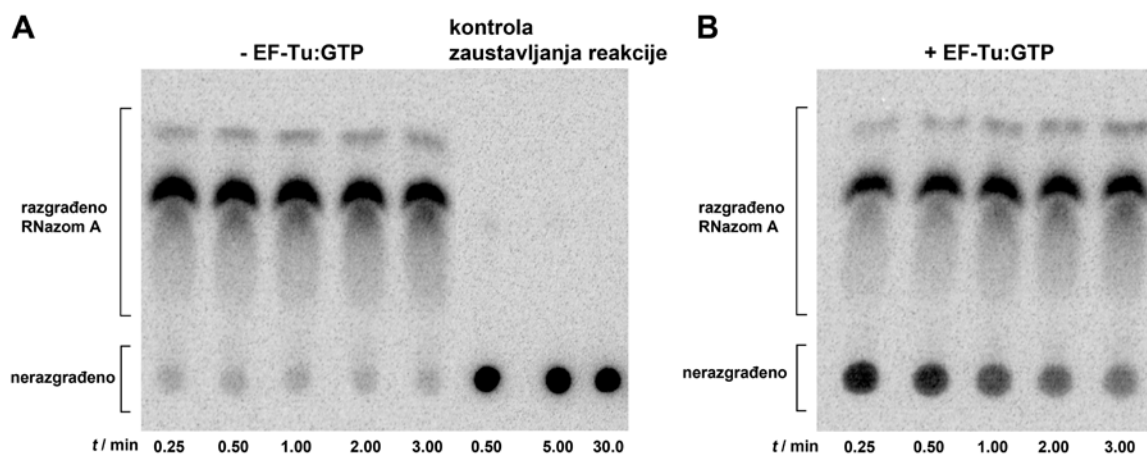 A
- EF-Tu:GTP
kontrola
zaustavljanja reakcije
razgrađeno
RNazom A
nerazgrađeno
t / min 0.25 0.50 1.00 2.00 3.00 0.50 5.00 30.0
B
+ EF-Tu:GTP
razgrađeno
RNazom A
nerazgrađeno
t / min 0.25 0.50 1.00 2.00 3.00